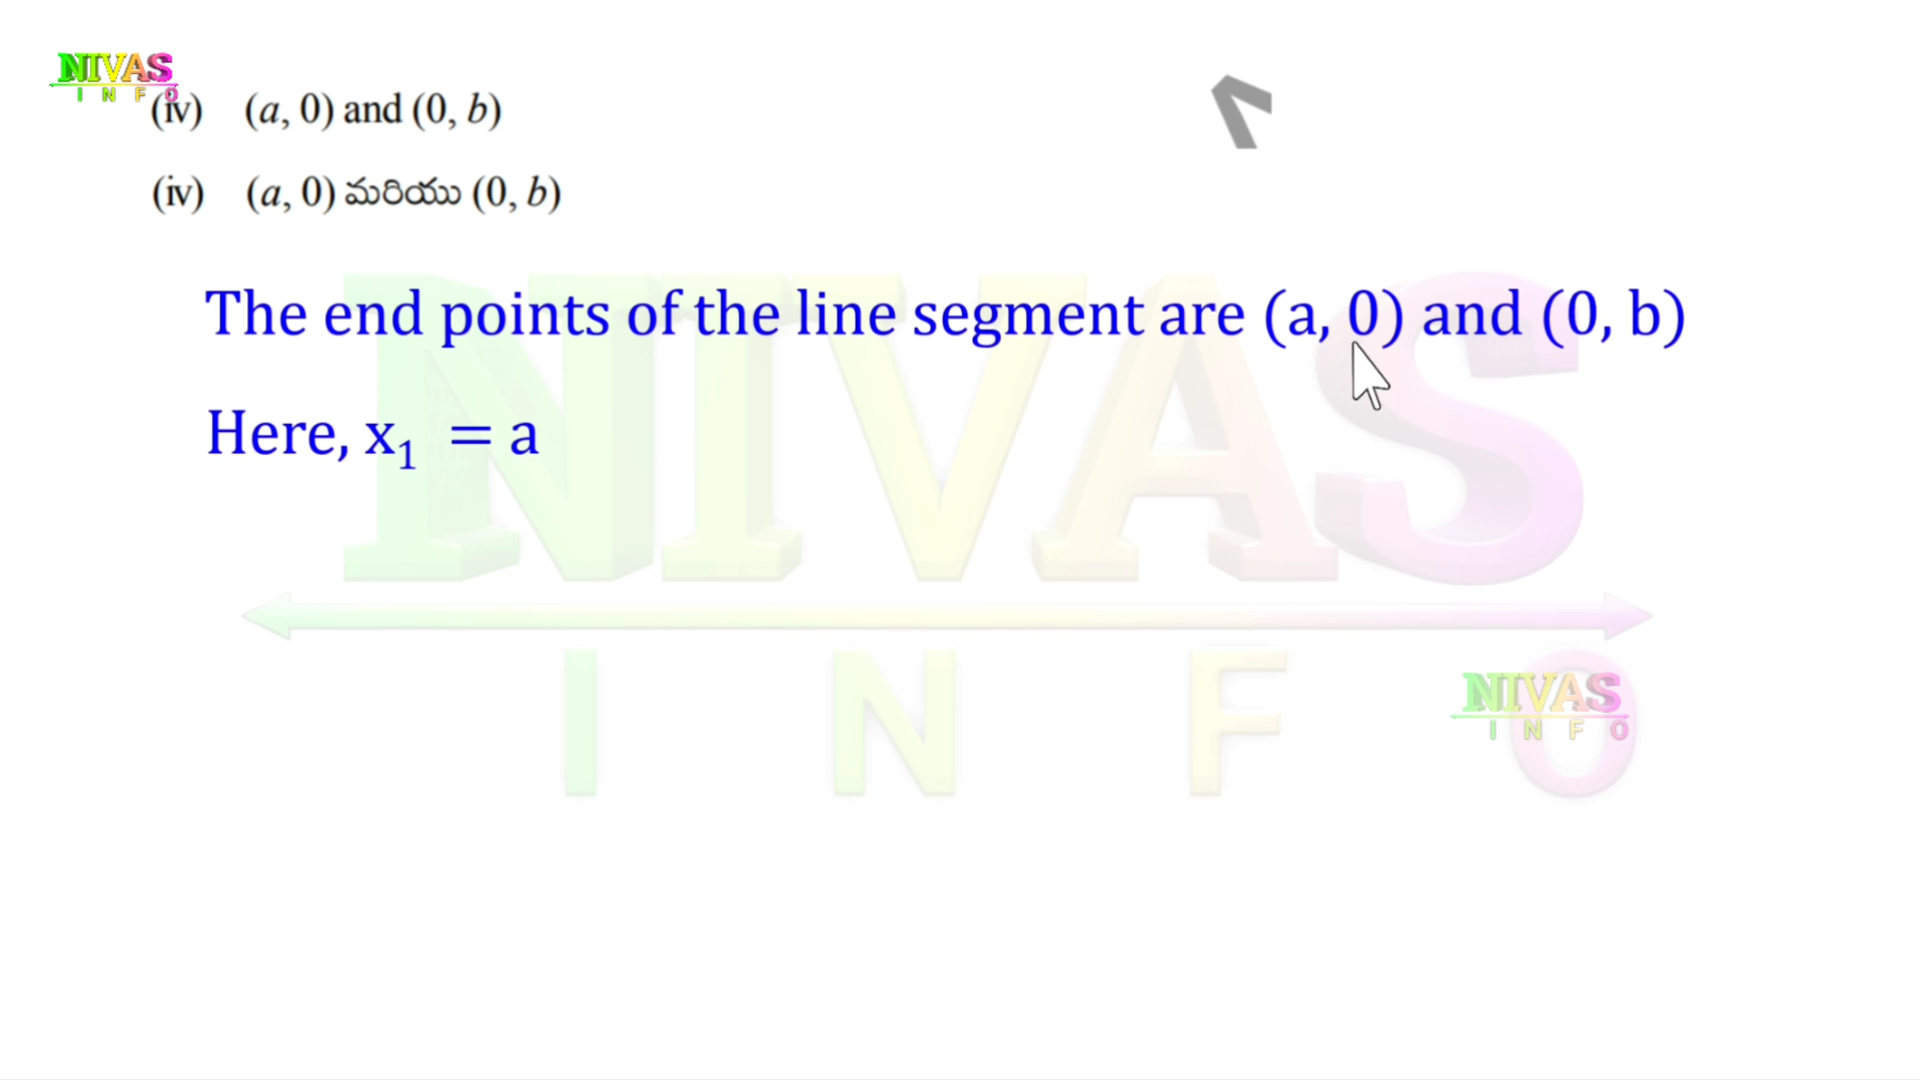 NIVAS
INFO
(iv) (a, 0) and (0, b)
(iv) (a, 0) మరియు (0, b)
The end points of the line segment are (a, 0) and (0, b)
Here, x₁ = a
NIVAS
INFO
NIVAS
INFO